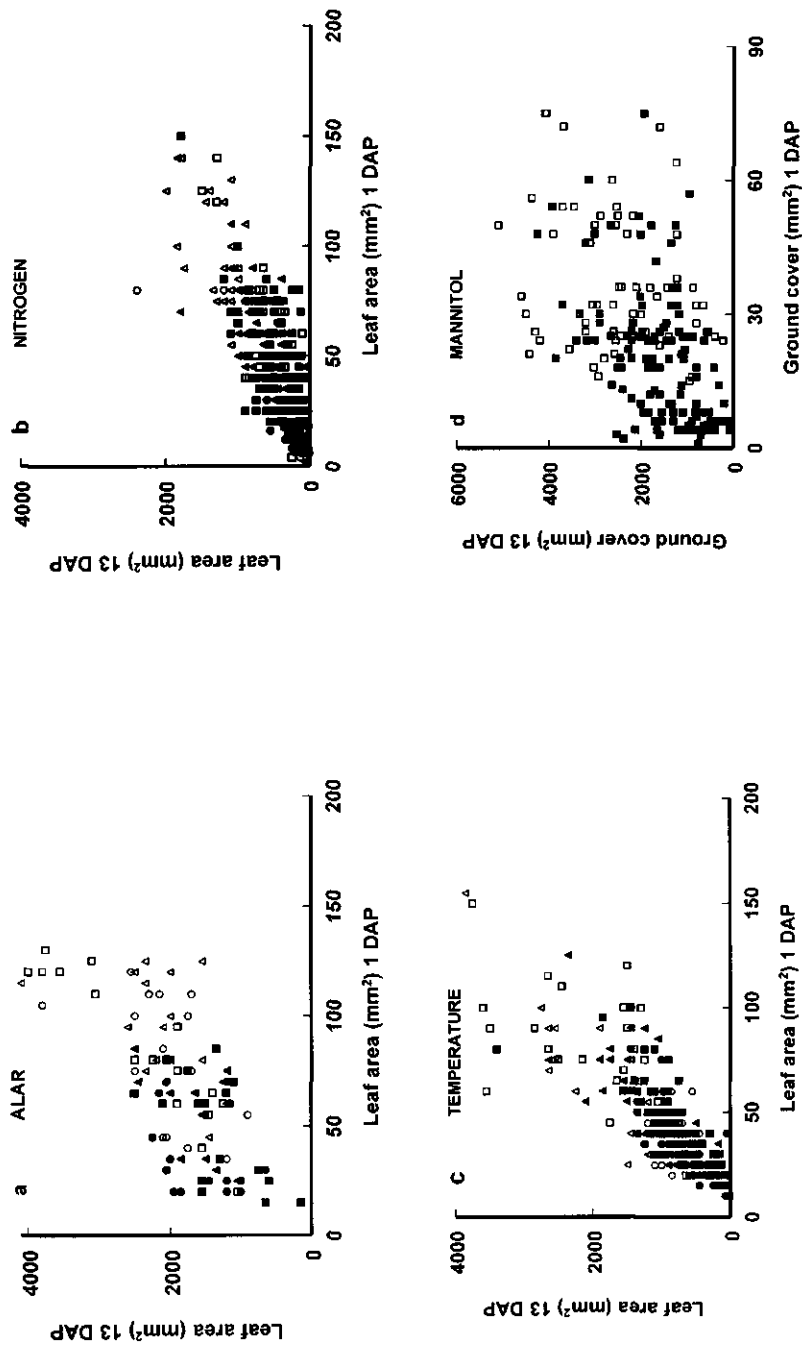 a
ALAR
4000
2000
0
Leaf area (mm²) 13 DAP
0
50
100
150
200
Leaf area (mm²) 1 DAP
b
NITROGEN
4000
2000
0
Leaf area (mm²) 13 DAP
0
50
100
150
200
Leaf area (mm²) 1 DAP
C
TEMPERATURE
4000
2000
0
Leaf area (mm²) 13 DAP
0
50
100
150
200
Leaf area (mm²) 1 DAP
d
MANNITOL
6000
4000
2000
0
Ground cover (mm²) 13 DAP
0
30
60
90
Ground cover (mm²) 1 DAP